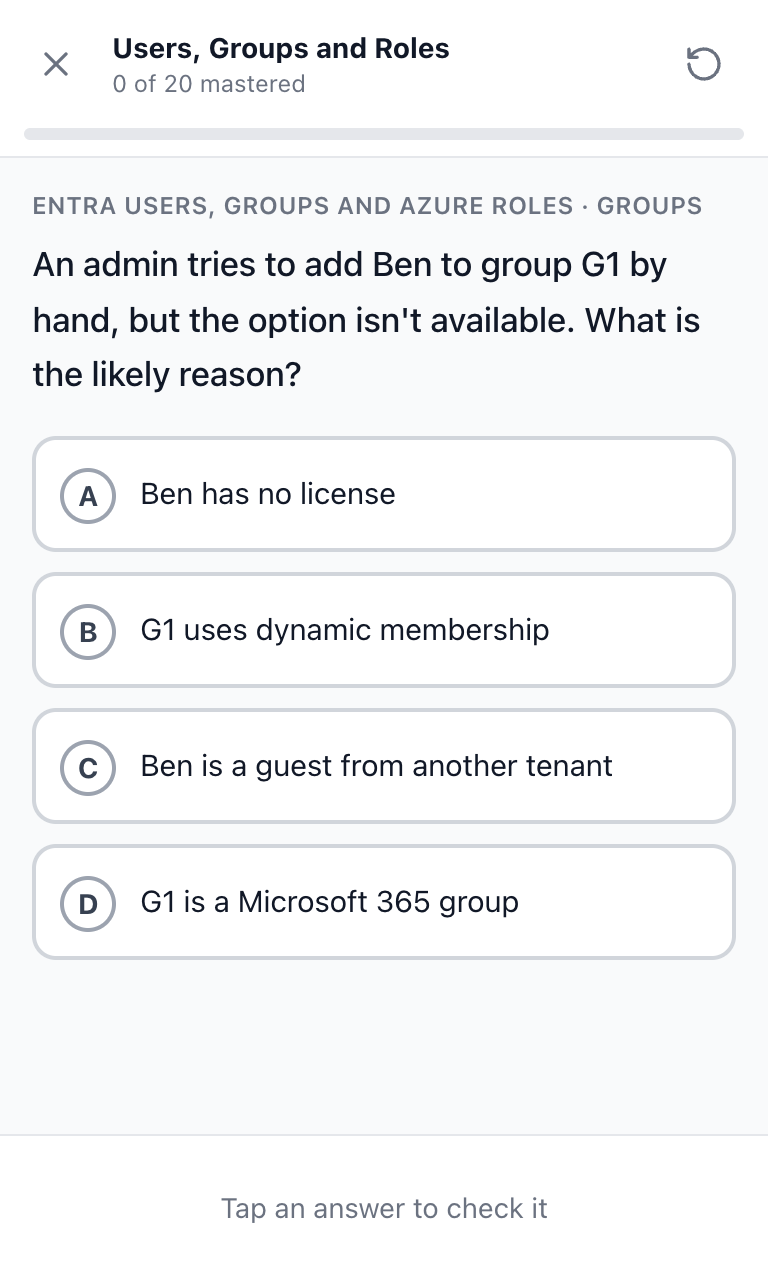 Users, Groups and Roles
0 of 20 mastered
ENTRA USERS, GROUPS AND AZURE ROLES · GROUPS
An admin tries to add Ben to group G1 by
hand, but the option isn't available. What is
the likely reason?
A Ben has no license
B G1 uses dynamic membership
C Ben is a guest from another tenant
D G1 is a Microsoft 365 group
Tap an answer to check it